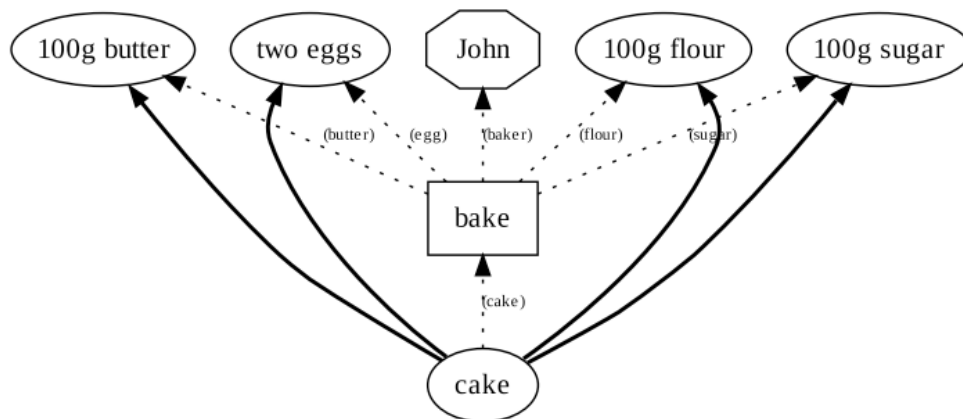 100g butter
two eggs
John
100g flour
100g sugar
(butter)
(egg)
(baker)
(flour)
(sugar)
bake
(cake)
cake